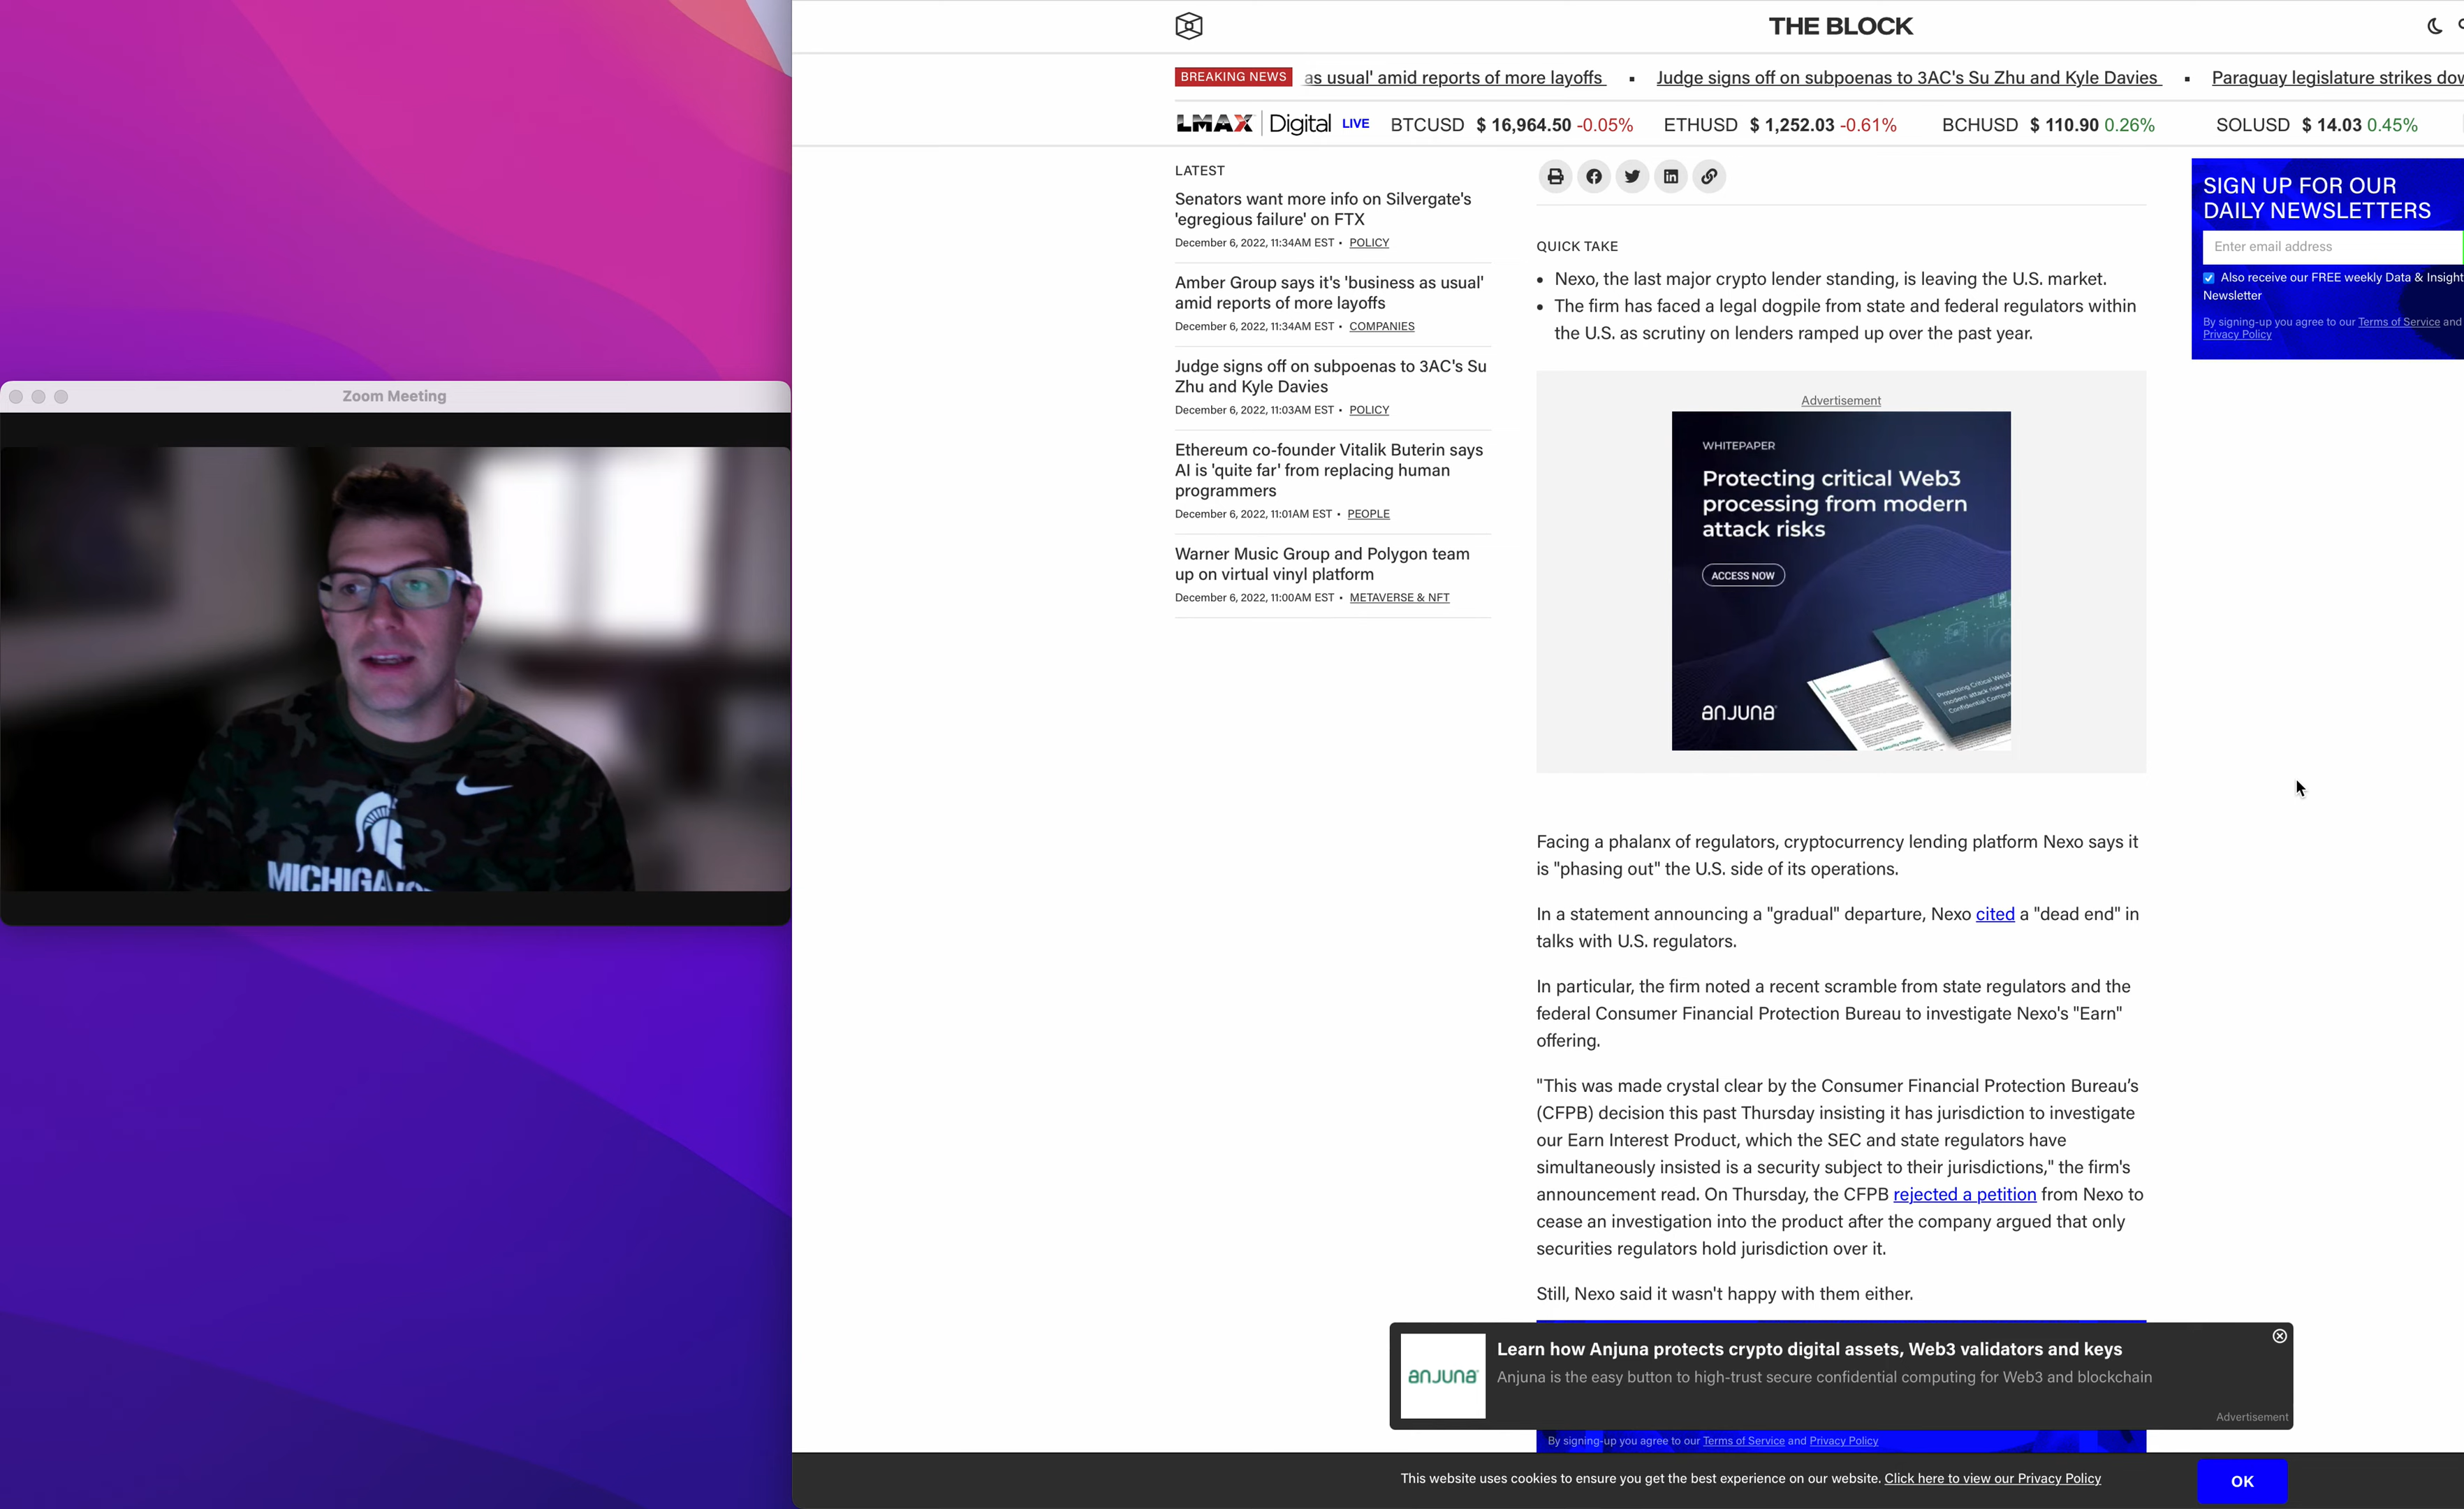 THE BLOCK
BREAKING NEWS as usual' amid reports of more layoffs ▪ Judge signs off on subpoenas to 3AC's Su Zhu and Kyle Davies ▪ Paraguay legislature strikes
LMAX Digital LIVE BTCUSD $ 16,964.50 -0.05% ETHUSD $ 1,252.03 -0.61% BCHUSD $ 110.90 0.26% SOLUSD $ 14.03 0.45%
Zoom Meeting
MICHIGA
LATEST
Senators want more info on Silvergate's
'egregious failure' on FTX
December 6, 2022, 11:34AM EST • POLICY
Amber Group says it's 'business as usual'
amid reports of more layoffs
December 6, 2022, 11:34AM EST • COMPANIES
Judge signs off on subpoenas to 3AC's Su
Zhu and Kyle Davies
December 6, 2022, 11:03AM EST • POLICY
Ethereum co-founder Vitalik Buterin says
AI is 'quite far' from replacing human
programmers
December 6, 2022, 11:01AM EST • PEOPLE
Warner Music Group and Polygon team
up on virtual vinyl platform
December 6, 2022, 11:00AM EST • METAVERSE & NFT
QUICK TAKE
• Nexo, the last major crypto lender standing, is leaving the U.S. market.
• The firm has faced a legal dogpile from state and federal regulators within
the U.S. as scrutiny on lenders ramped up over the past year.
Advertisement
WHITEPAPER
Protecting critical Web3
processing from modern
attack risks
ACCESS NOW
anjuna
Facing a phalanx of regulators, cryptocurrency lending platform Nexo says it
is "phasing out" the U.S. side of its operations.
In a statement announcing a "gradual" departure, Nexo cited a "dead end" in
talks with U.S. regulators.
In particular, the firm noted a recent scramble from state regulators and the
federal Consumer Financial Protection Bureau to investigate Nexo's "Earn"
offering.
"This was made crystal clear by the Consumer Financial Protection Bureau's
(CFPB) decision this past Thursday insisting it has jurisdiction to investigate
our Earn Interest Product, which the SEC and state regulators have
simultaneously insisted is a security subject to their jurisdictions," the firm's
announcement read. On Thursday, the CFPB rejected a petition from Nexo to
cease an investigation into the product after the company argued that only
securities regulators hold jurisdiction over it.
Still, Nexo said it wasn't happy with them either.
SIGN UP FOR OUR
DAILY NEWSLETTERS
Enter email address
Also receive our FREE weekly Data & Insight
Newsletter
By signing-up you agree to our Terms of Service and
Privacy Policy
anjuna
Learn how Anjuna protects crypto digital assets, Web3 validators and keys
Anjuna is the easy button to high-trust secure confidential computing for Web3 and blockchain
Advertisement
By signing-up you agree to our Terms of Service and Privacy Policy
This website uses cookies to ensure you get the best experience on our website. Click here to view our Privacy Policy
OK